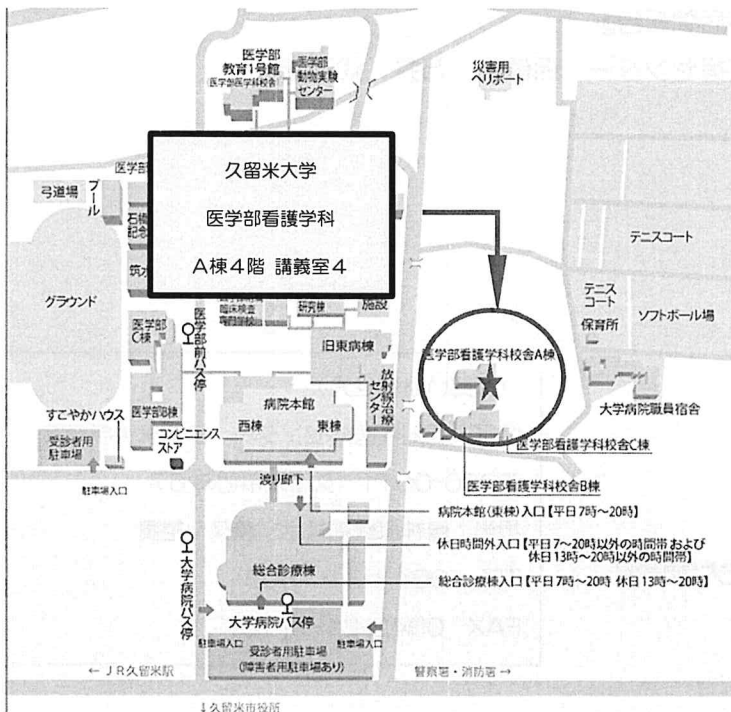 医学部
教育1号館
(医学部医学科校舎)
医学部
動物実験
センター
災害用
ヘリポート
久留米大学
医学部看護学科
A棟4階 講義室4
医学部
弓道場
プール
石橋
記念
筑水
グラウンド
医学部
C棟
医学部前バス停
臨床検査
専門学校
研究棟
施設
旧東病棟
放射線治療
センター
テニスコート
テニス
コート
保育所
ソフトボール場
医学部看護学科校舎A棟
大学病院職員宿舎
医学部看護学科校舎C棟
医学部看護学科校舎B棟
病院本館
西棟
東棟
医学部B棟
すこやかハウス
コンビニエンス
ストア
受診者用
駐車場
駐車場入口
渡り廊下
病院本館(東棟)入口【平日7時〜20時】
休日時間外入口【平日7〜20時以外の時間帯 および
休日13時〜20時以外の時間帯】
総合診療棟
総合診療棟入口【平日7時〜20時 休日13時〜20時】
大学病院バス停
大学病院バス停
駐車場入口
駐車場入口
受診者用駐車場
(障害者用駐車場あり)
← JR久留米駅
警察署・消防署 →
↓久留米市役所